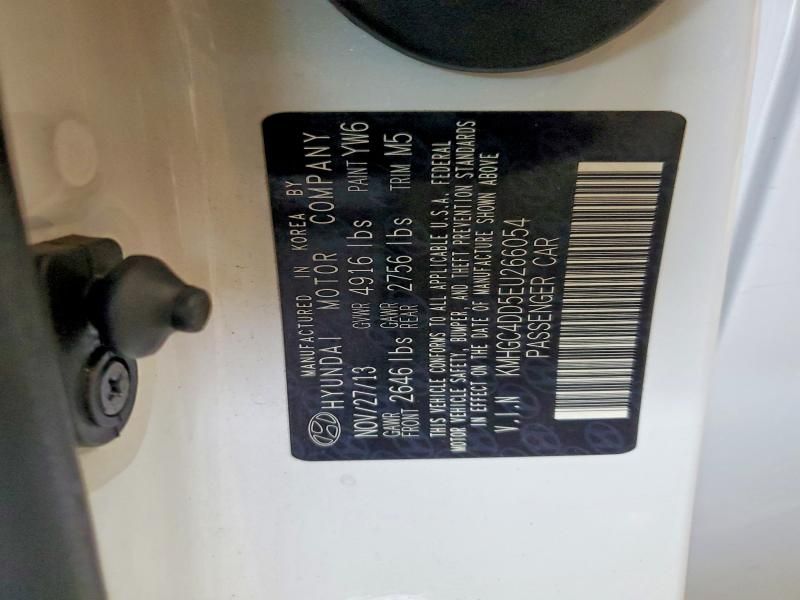 MANUFACTURED IN KOREA BY
HYUNDAI MOTOR COMPANY
NOV/27/13 GVWR 4916 lbs PAINT YW6
GAWR FRONT 2646 lbs GAWR REAR 2756 lbs TRIM M5
THIS VEHICLE CONFORMS TO ALL APPLICABLE U.S.A. FEDERAL
MOTOR VEHICLE SAFETY, BUMPER, AND THEFT PREVENTION STANDARDS
IN EFFECT ON THE DATE OF MANUFACTURE SHOWN ABOVE
V.I.N KMHGC4DD5EU266054
PASSENGER CAR